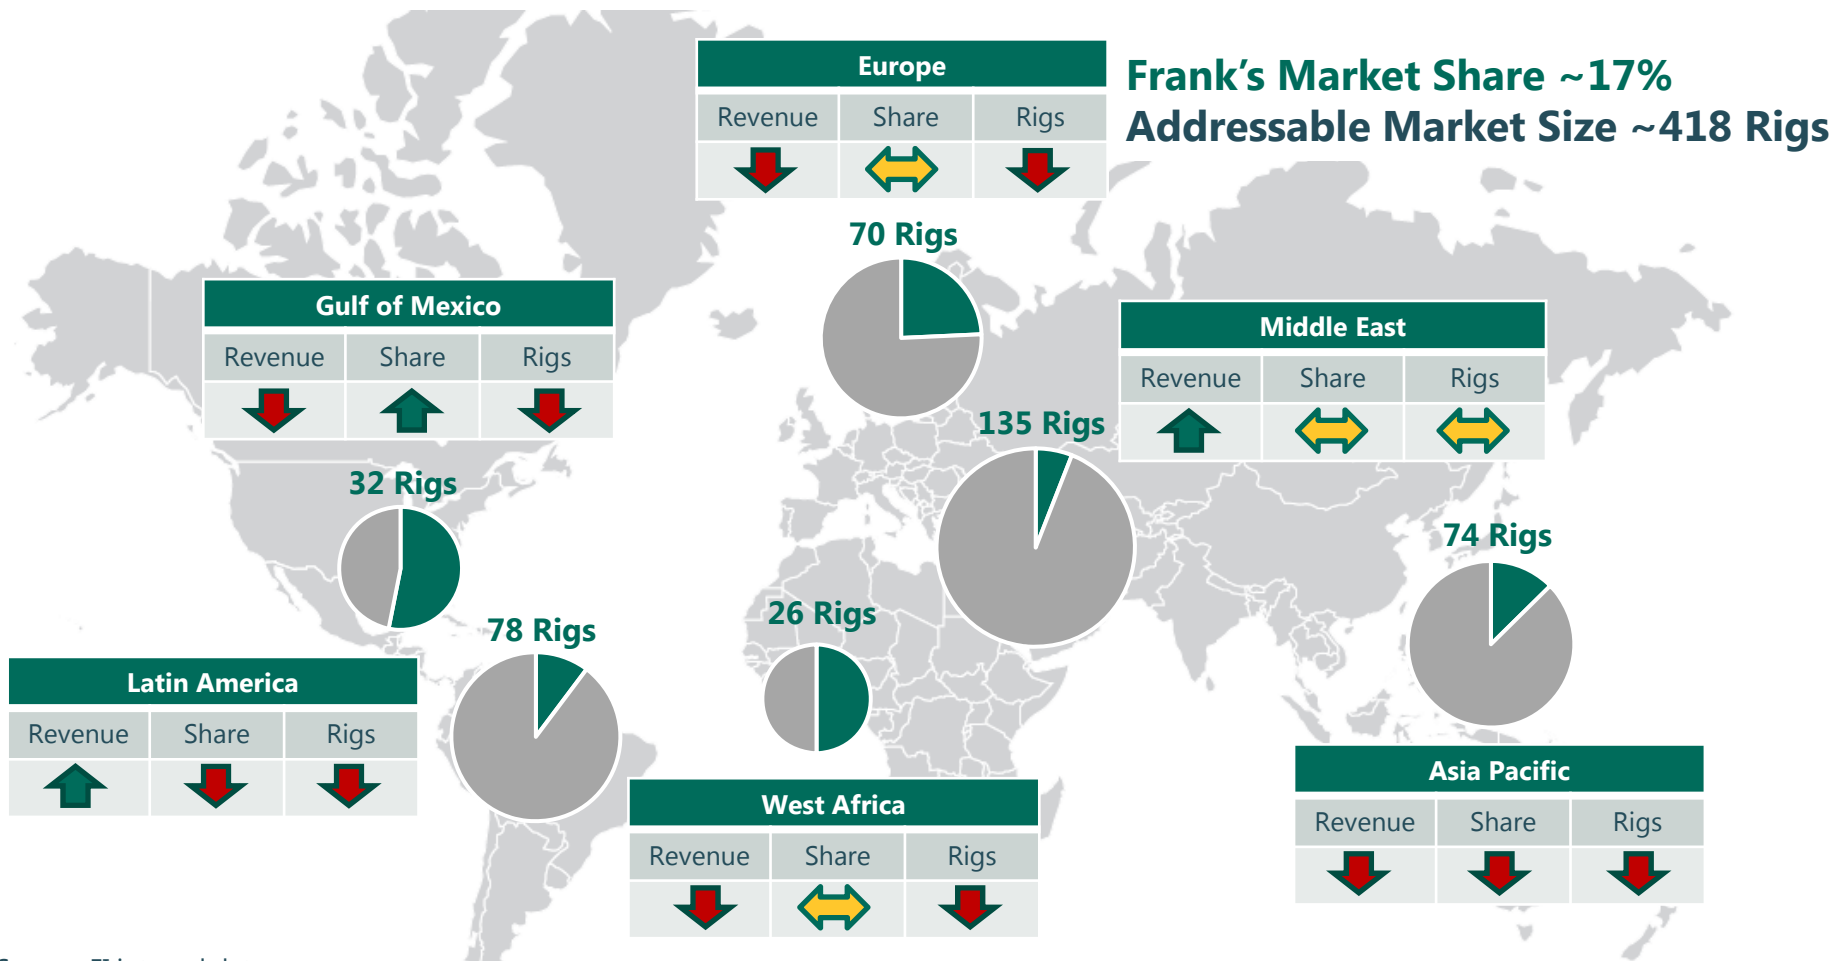 Frank’s Market Share ~17%
Addressable Market Size ~418 Rigs
Europe
Revenue Share Rigs
70 Rigs
Gulf of Mexico
Revenue Share Rigs
32 Rigs
Middle East
Revenue Share Rigs
135 Rigs
74 Rigs
26 Rigs
78 Rigs
Latin America
Revenue Share Rigs
West Africa
Revenue Share Rigs
Asia Pacific
Revenue Share Rigs